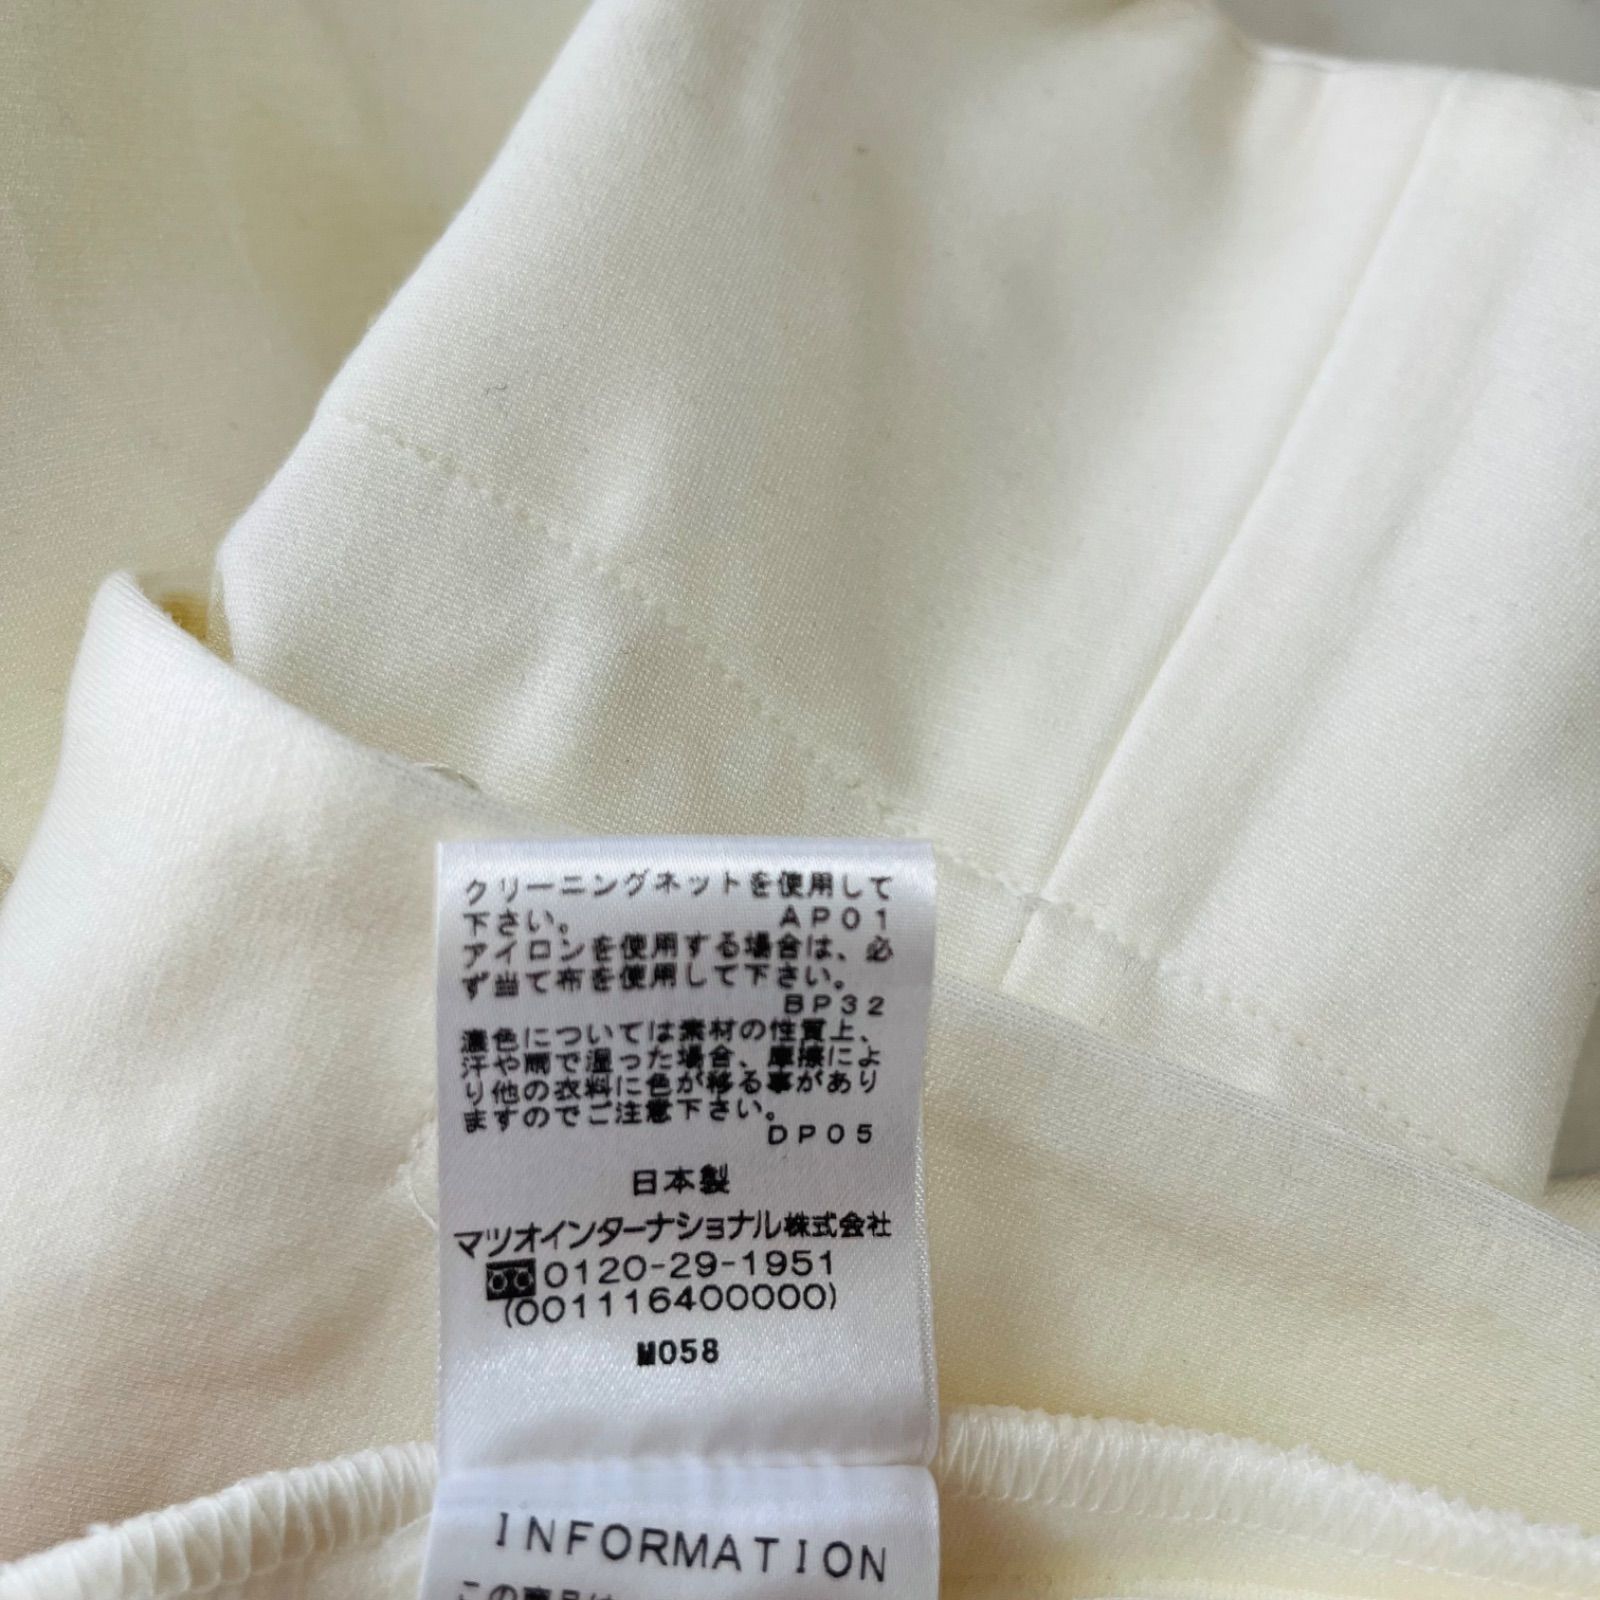 クリーニングネットを使用して
下さい。 AP01
アイロンを使用する場合は、必
ず当て布を使用して下さい。
BP32
濃色については素材の性質上、
汗や雨で湿った場合、摩擦によ
り他の衣料に色が移る事があり
ますのでご注意下さい。
DP05
日本製
マツオインターナショナル株式会社
0120-29-1951
(001116400000)
M058
INFORMATION
この商品は